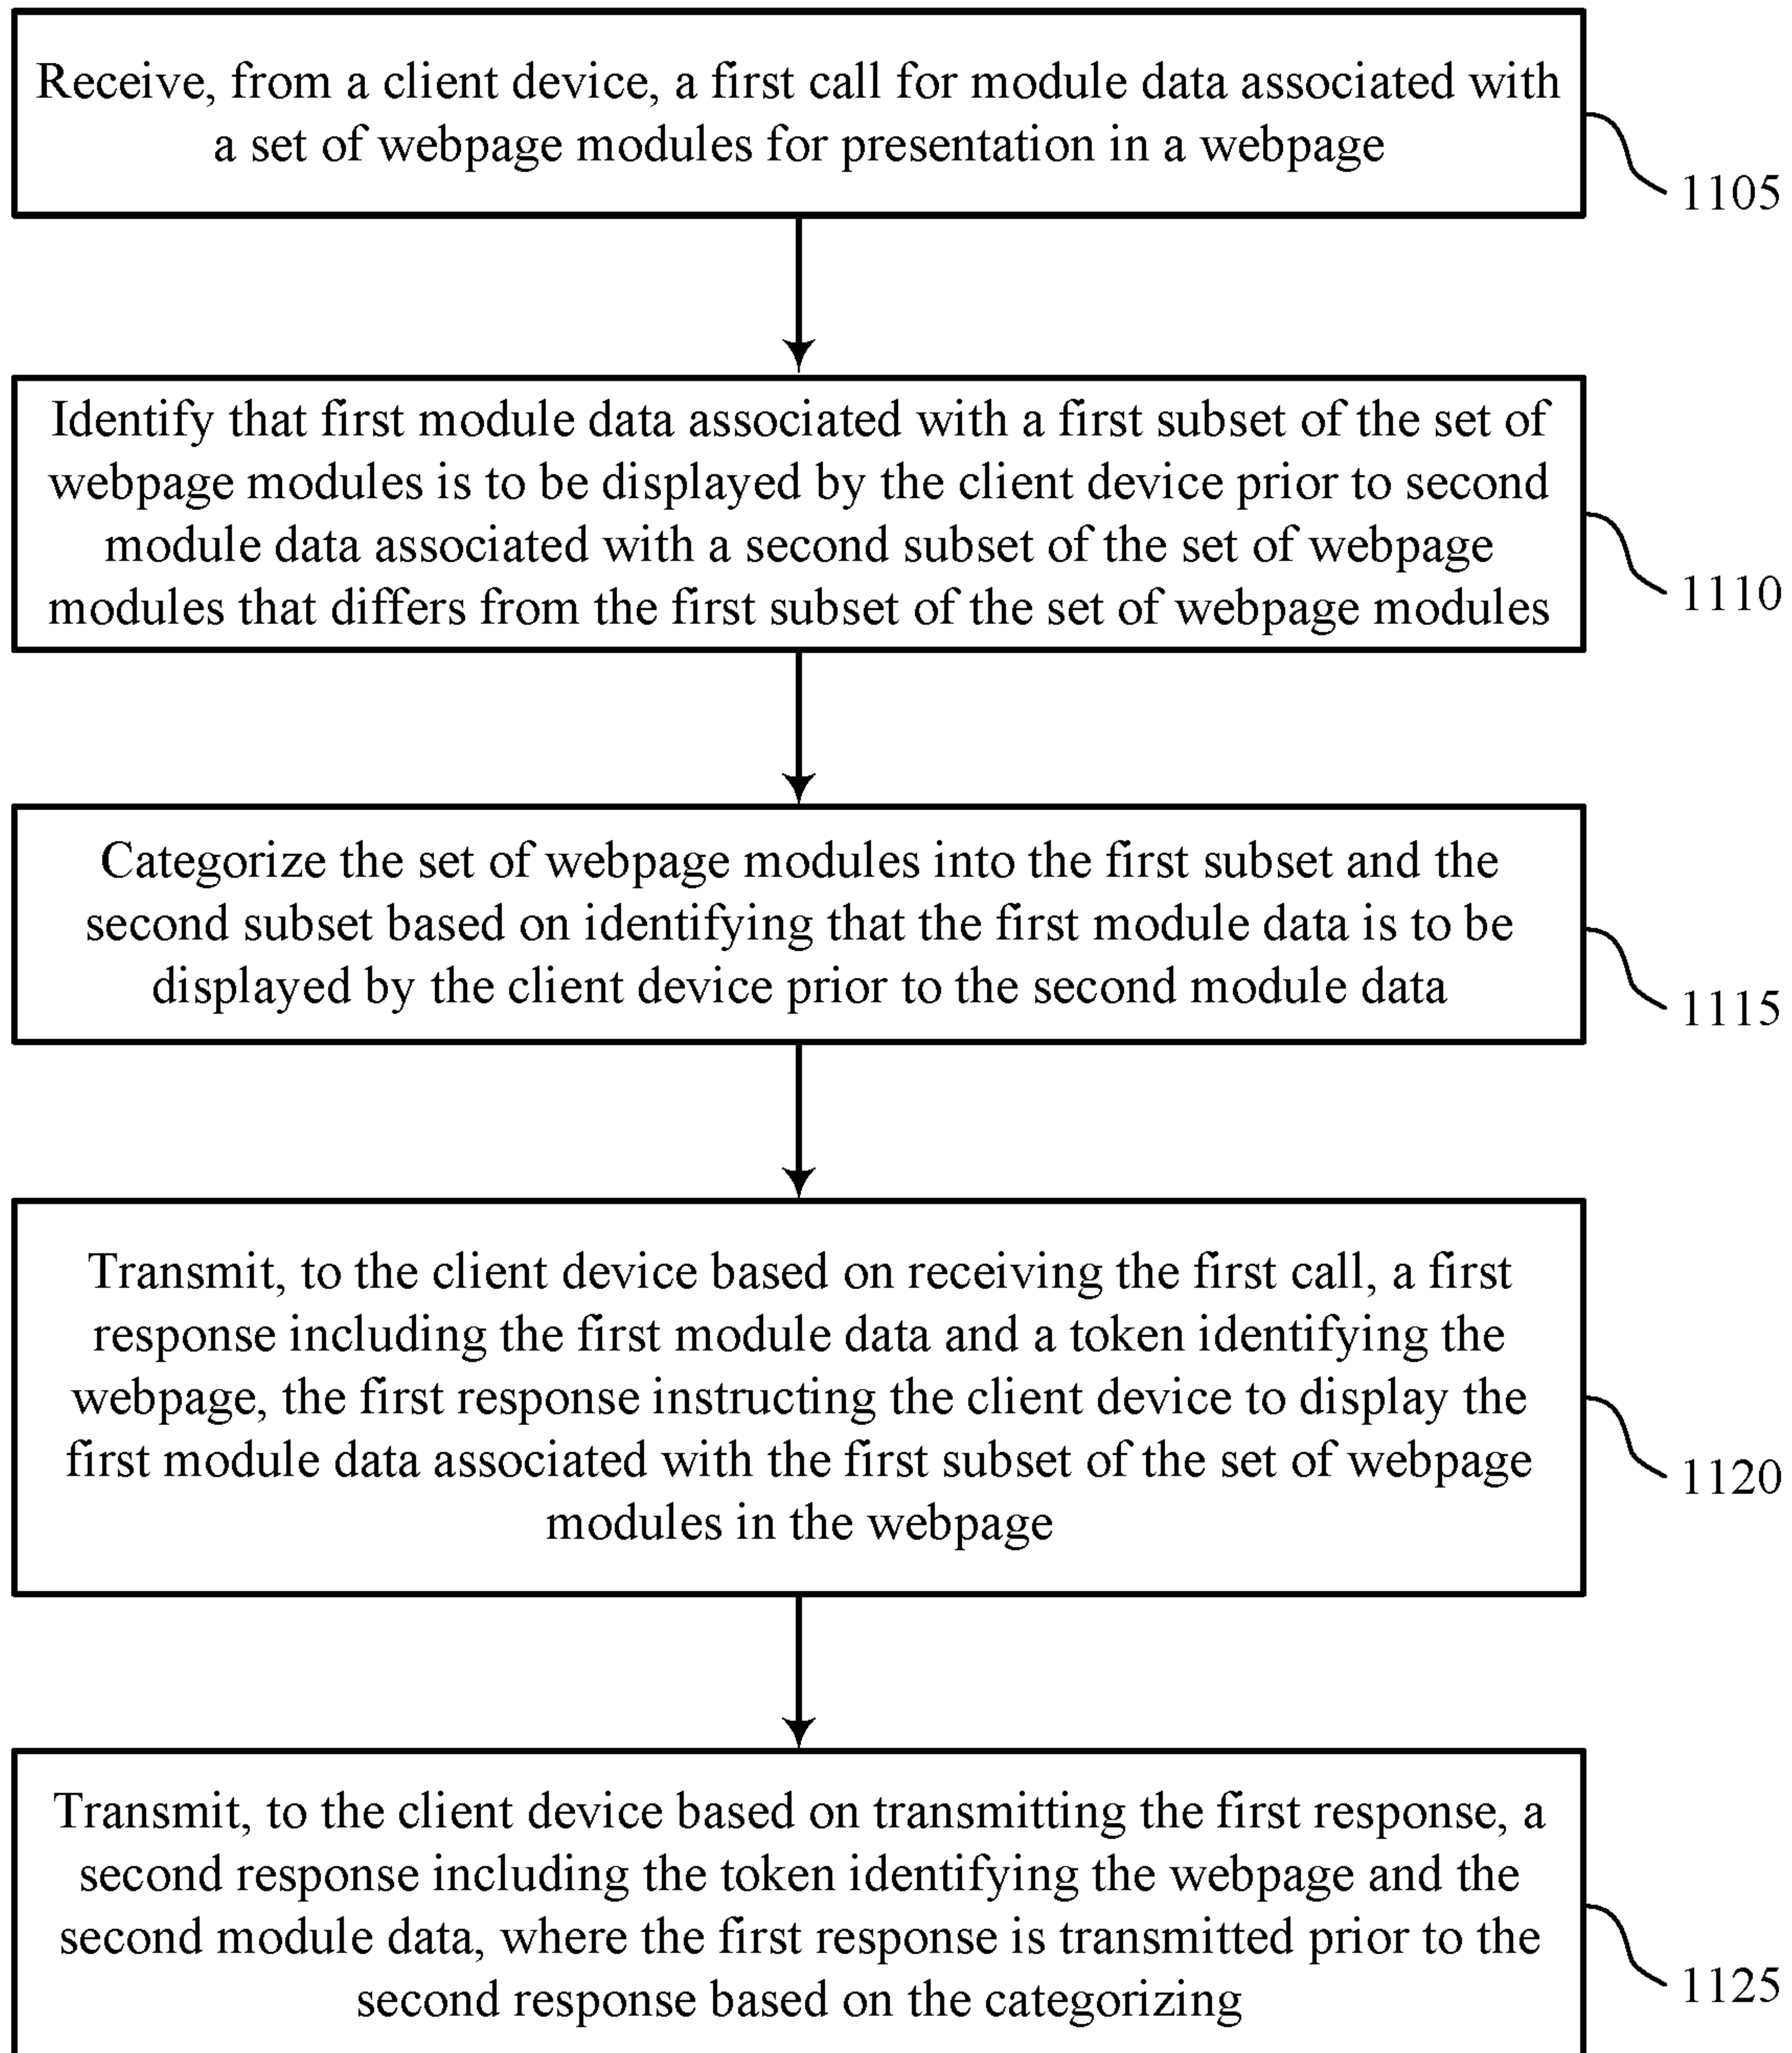 Receive, from a client device, a first call for module data associated with
a set of webpage modules for presentation in a webpage
1105
Identify that first module data associated with a first subset of the set of
webpage modules is to be displayed by the client device prior to second
module data associated with a second subset of the set of webpage
modules that differs from the first subset of the set of webpage modules
1110
Categorize the set of webpage modules into the first subset and the
second subset based on identifying that the first module data is to be
displayed by the client device prior to the second module data
1115
Transmit, to the client device based on receiving the first call, a first
response including the first module data and a token identifying the
webpage, the first response instructing the client device to display the
first module data associated with the first subset of the set of webpage
modules in the webpage
1120
Transmit, to the client device based on transmitting the first response, a
second response including the token identifying the webpage and the
second module data, where the first response is transmitted prior to the
second response based on the categorizing
1125